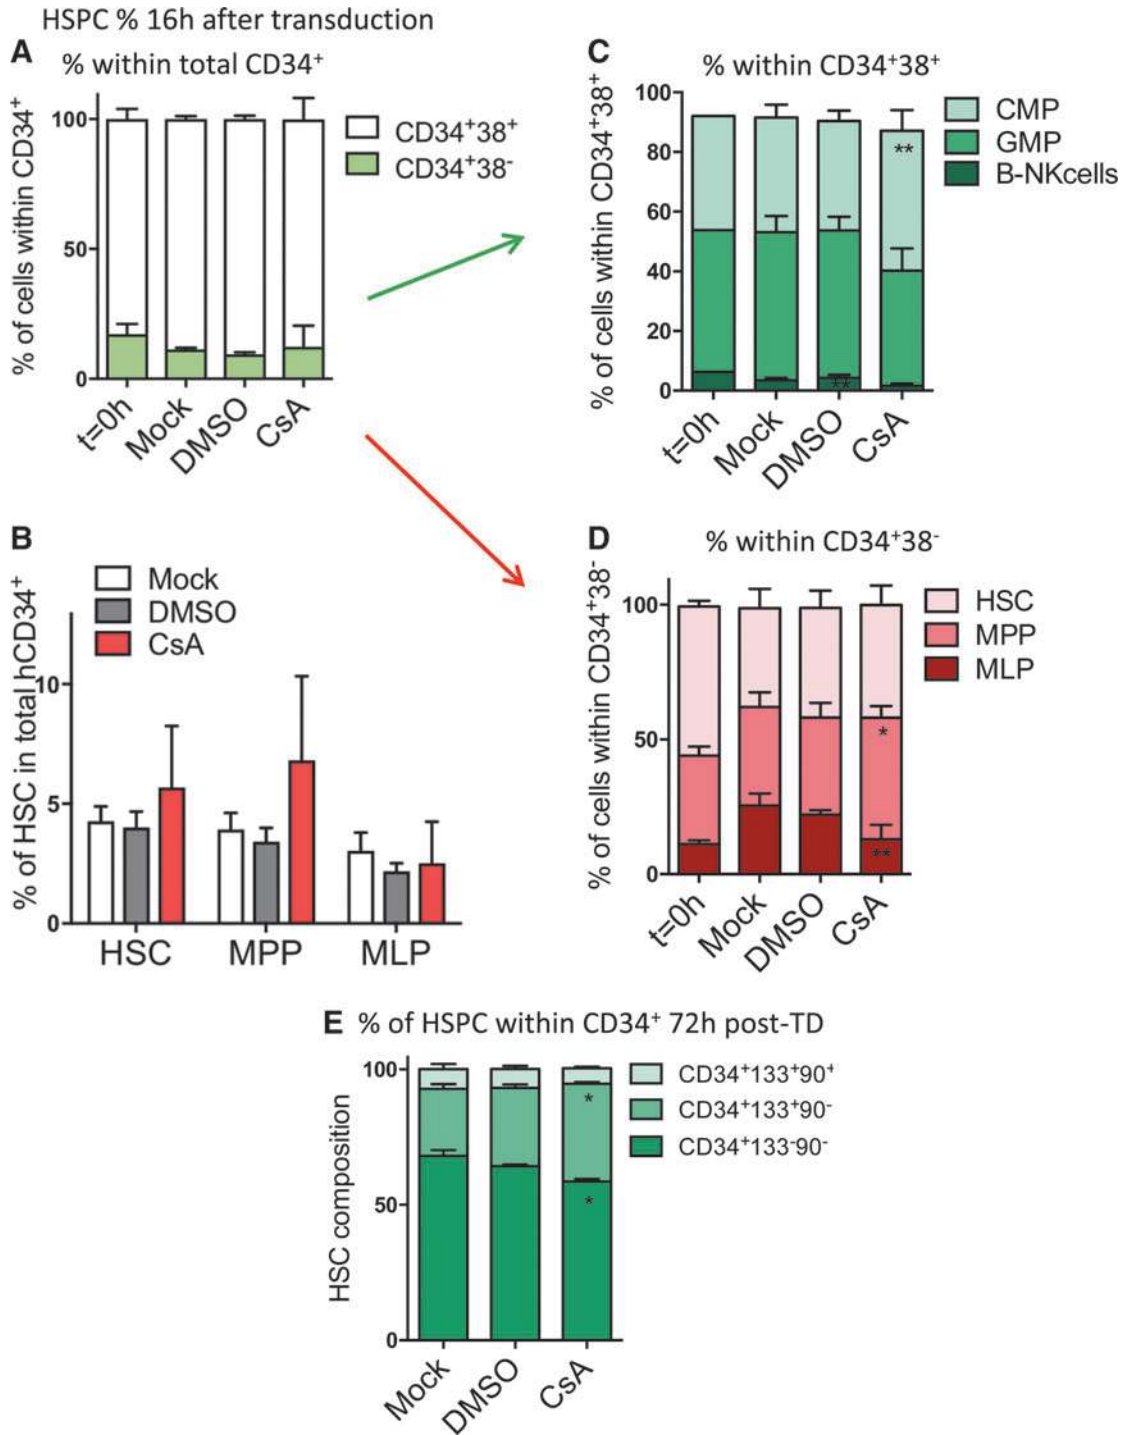 HSPC % 16h after transduction
A
% within total CD34+
% of cells within CD34+
100
50
0
t=0h
Mock
DMSO
CsA
CD34+38+
CD34+38-
C
% within CD34+38+
% of cells within CD34+38+
100
80
60
40
20
0
**
**
t=0h
Mock
DMSO
CsA
CMP
GMP
B-NKcells
B
Mock
DMSO
CsA
% of HSC in total hCD34+
10
5
0
HSC
MPP
MLP
D
% within CD34+38-
% of cells within CD34+38-
100
50
0
*
**
t=0h
Mock
DMSO
CsA
HSC
MPP
MLP
E % of HSPC within CD34+ 72h post-TD
HSC composition
100
50
0
*
*
Mock
DMSO
CsA
CD34+133+90+
CD34+133+90-
CD34+133-90-